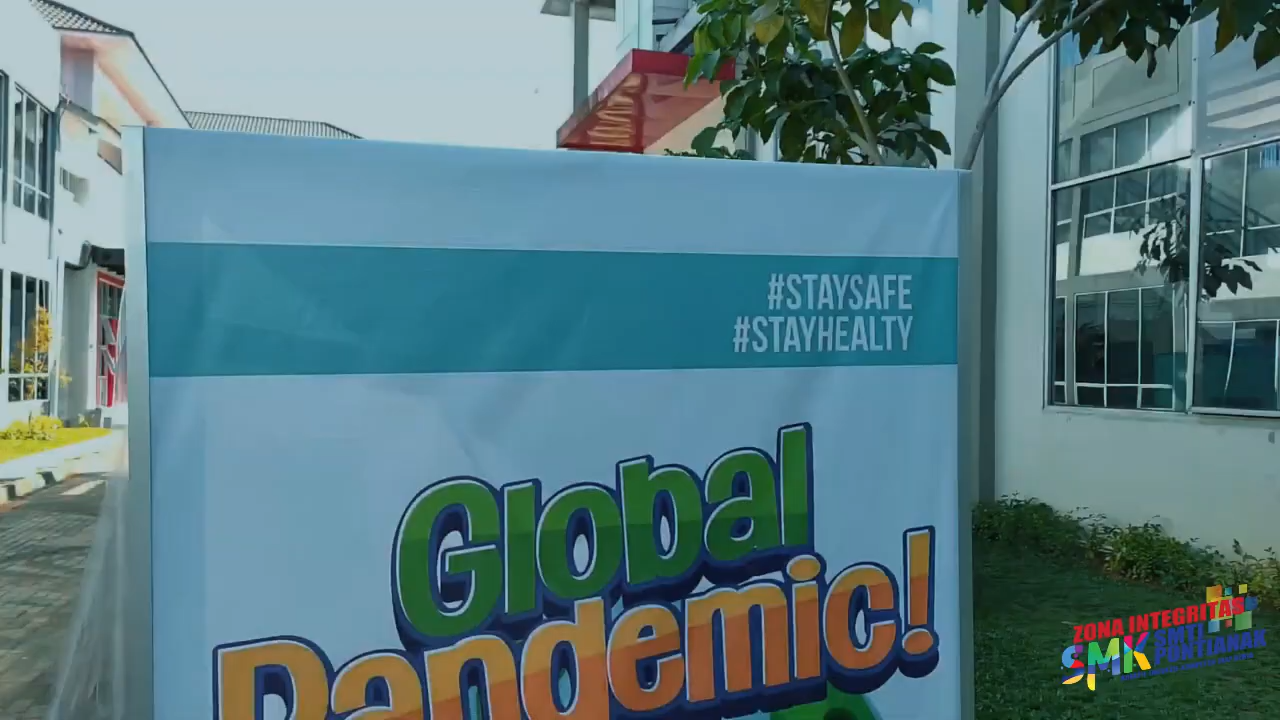 #STAYSAFE
#STAYHEALTY
Global
Pandemic!
ZONA INTEGRITAS
SMK SMTI
PONTIANAK